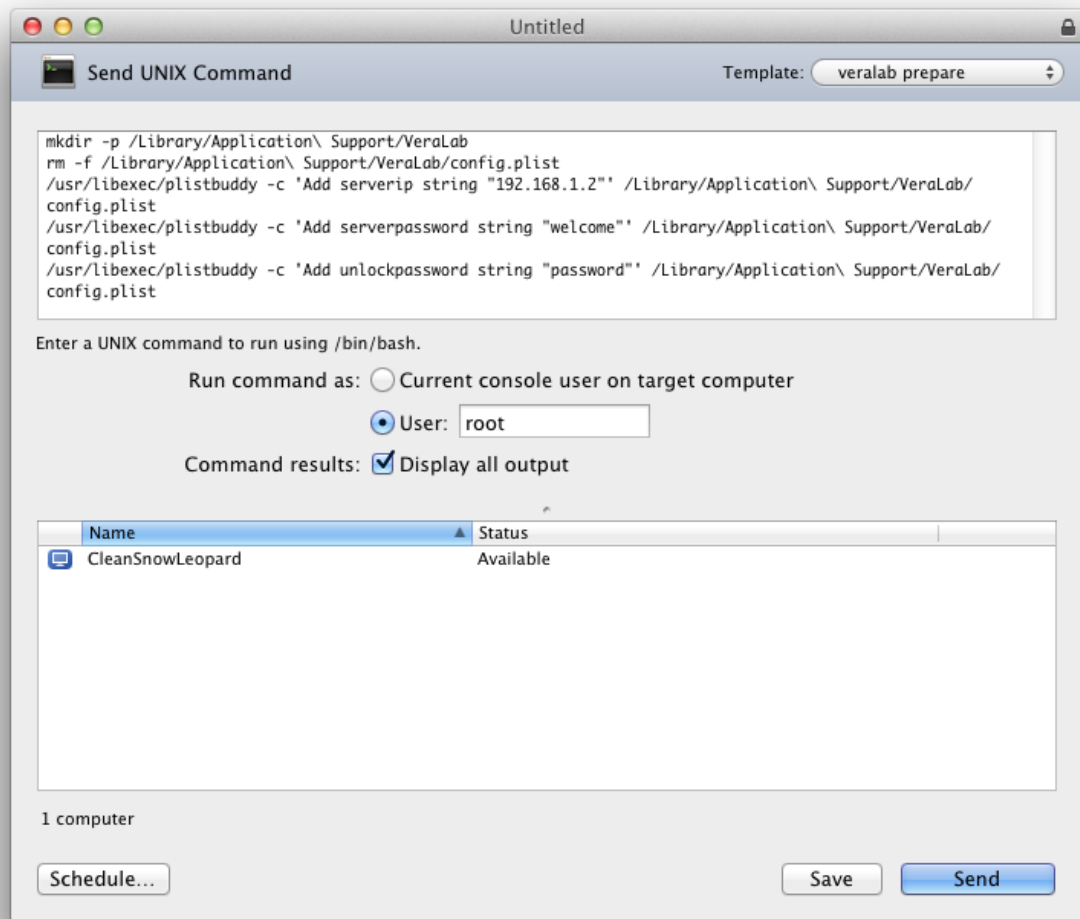 Untitled
Send UNIX Command
Template: veralab prepare
mkdir -p /Library/Application\ Support/VeraLab
rm -f /Library/Application\ Support/VeraLab/config.plist
/usr/libexec/plistbuddy -c 'Add serverip string "192.168.1.2"' /Library/Application\ Support/VeraLab/
config.plist
/usr/libexec/plistbuddy -c 'Add serverpassword string "welcome"' /Library/Application\ Support/VeraLab/
config.plist
/usr/libexec/plistbuddy -c 'Add unlockpassword string "password"' /Library/Application\ Support/VeraLab/
config.plist
Enter a UNIX command to run using /bin/bash.
Run command as: Current console user on target computer
User: root
Command results: Display all output
Name Status
CleanSnowLeopard Available
1 computer
Schedule... Save Send